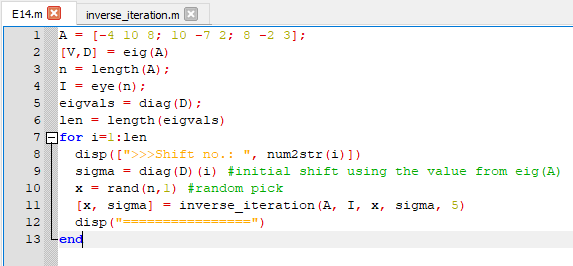 E14.m inverse_iteration.m
1 A = [-4 10 8; 10 -7 2; 8 -2 3];
2 [V,D] = eig(A)
3 n = length(A);
4 I = eye(n);
5 eigvals = diag(D);
6 len = length(eigvals)
7 for i=1:len
8 disp([">>>Shift no.: ", num2str(i)])
9 sigma = diag(D)(i) #initial shift using the value from eig(A)
10 x = rand(n,1) #random pick
11 [x, sigma] = inverse_iteration(A, I, x, sigma, 5)
12 disp("================")
13 end